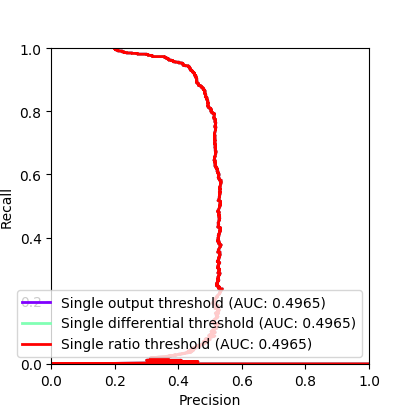 1.0
0.8
0.6
0.4
0.2
0.0
Recall
Single output threshold (AUC: 0.4965)
Single differential threshold (AUC: 0.4965)
Single ratio threshold (AUC: 0.4965)
0.0 0.2 0.4 0.6 0.8 1.0
Precision